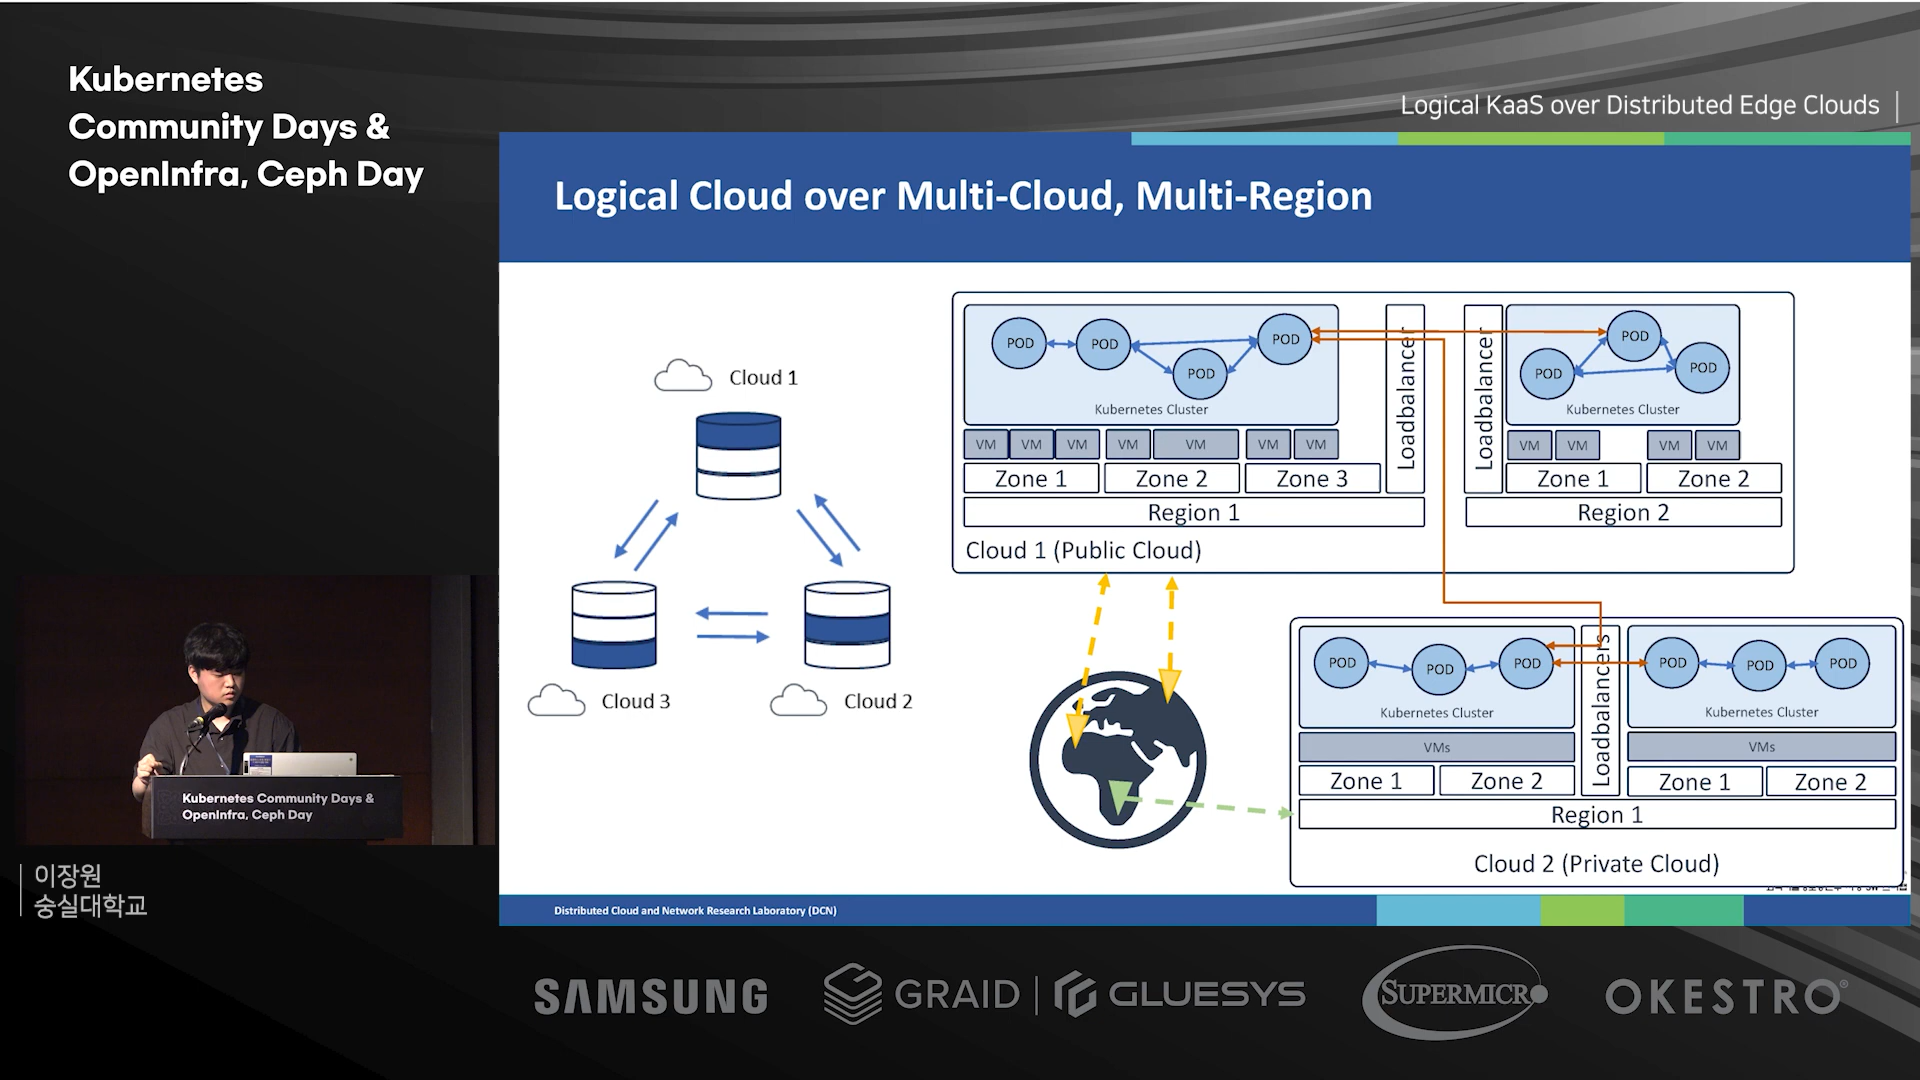 Kubernetes
Community Days &
OpenInfra, Ceph Day
Logical KaaS over Distributed Edge Clouds
Logical Cloud over Multi-Cloud, Multi-Region
Cloud 1
Cloud 3
Cloud 2
POD
POD
POD
POD
Kubernetes Cluster
VM
VM
VM
VM
VM
VM
VM
Zone 1
Zone 2
Zone 3
Loadbalancer
Region 1
Loadbalancer
POD
POD
POD
Kubernetes Cluster
VM
VM
VM
VM
Zone 1
Zone 2
Region 2
Cloud 1 (Public Cloud)
POD
POD
POD
Kubernetes Cluster
VMs
Zone 1
Zone 2
Loadbalancers
POD
POD
POD
Kubernetes Cluster
VMs
Zone 1
Zone 2
Region 1
Cloud 2 (Private Cloud)
Distributed Cloud and Network Research Laboratory (DCN)
Kubernetes Community Days &
OpenInfra, Ceph Day
이장원
숭실대학교
SAMSUNG
GRAID
GLUESYS
SUPERMICRO
OKESTRO